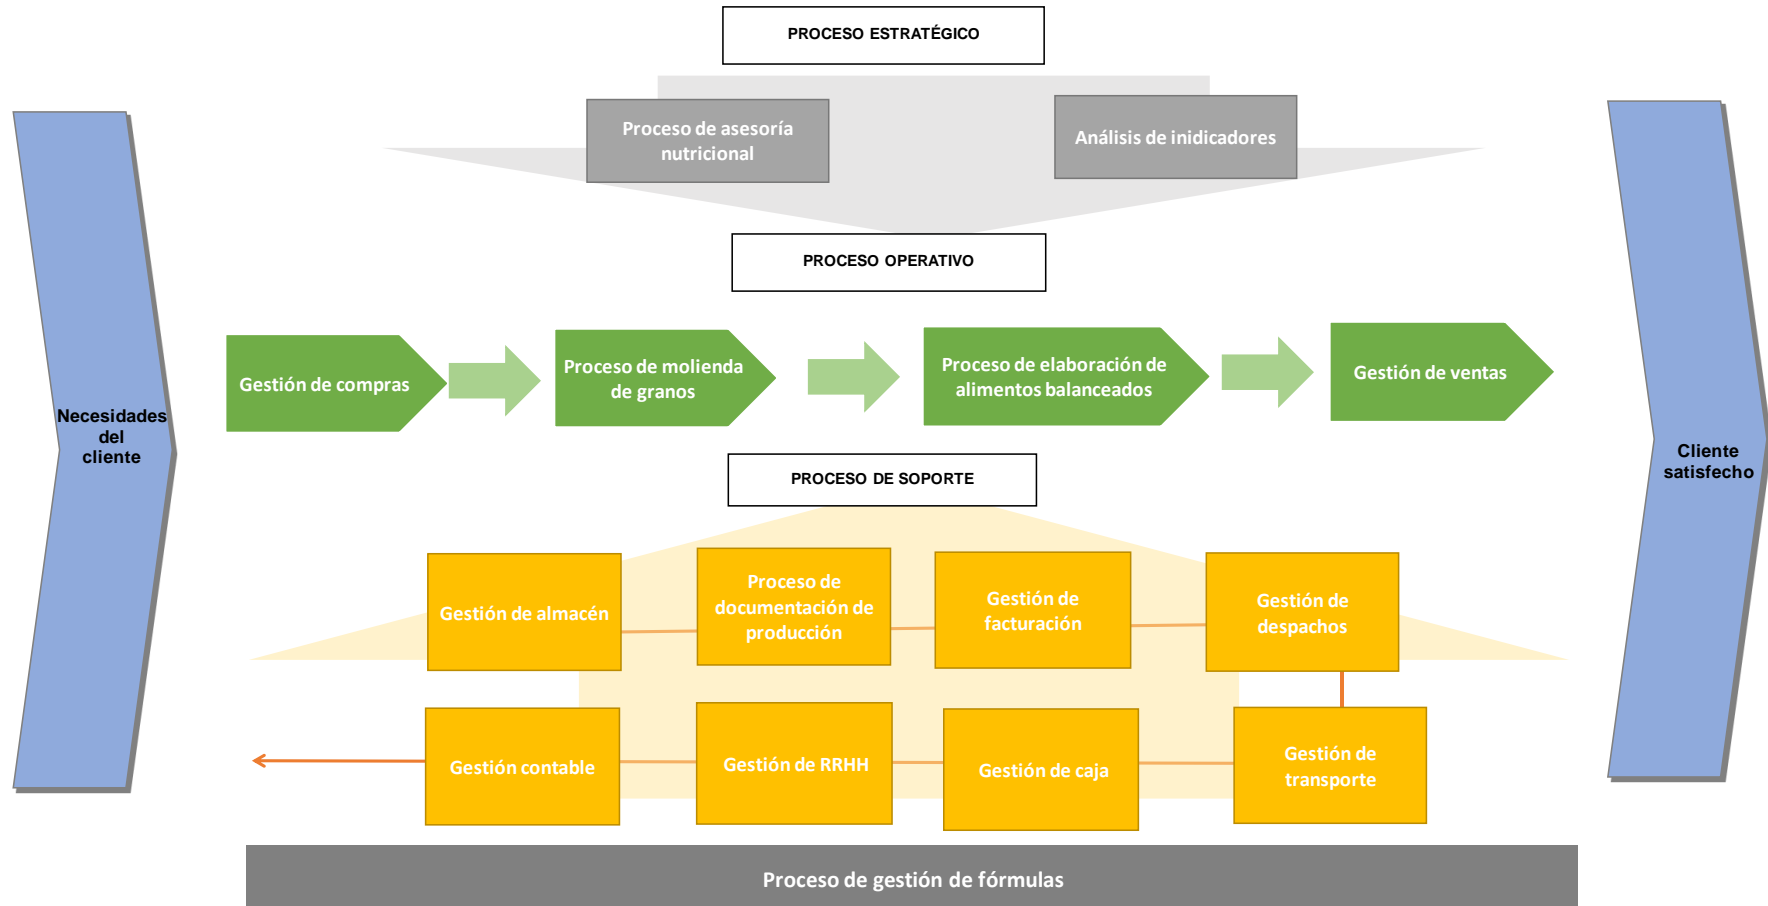 PROCESO ESTRATÉGICO
Proceso de asesoría
nutricional
Análisis de inidicadores
PROCESO OPERATIVO
Necesidades
del
cliente
Gestión de compras
Proceso de molienda
de granos
Proceso de elaboración de
alimentos balanceados
Gestión de ventas
Cliente
satisfecho
PROCESO DE SOPORTE
Gestión de almacén
Proceso de
documentación de
producción
Gestión de
facturación
Gestión de
despachos
Gestión contable
Gestión de RRHH
Gestión de caja
Gestión de
transporte
Proceso de gestión de fórmulas